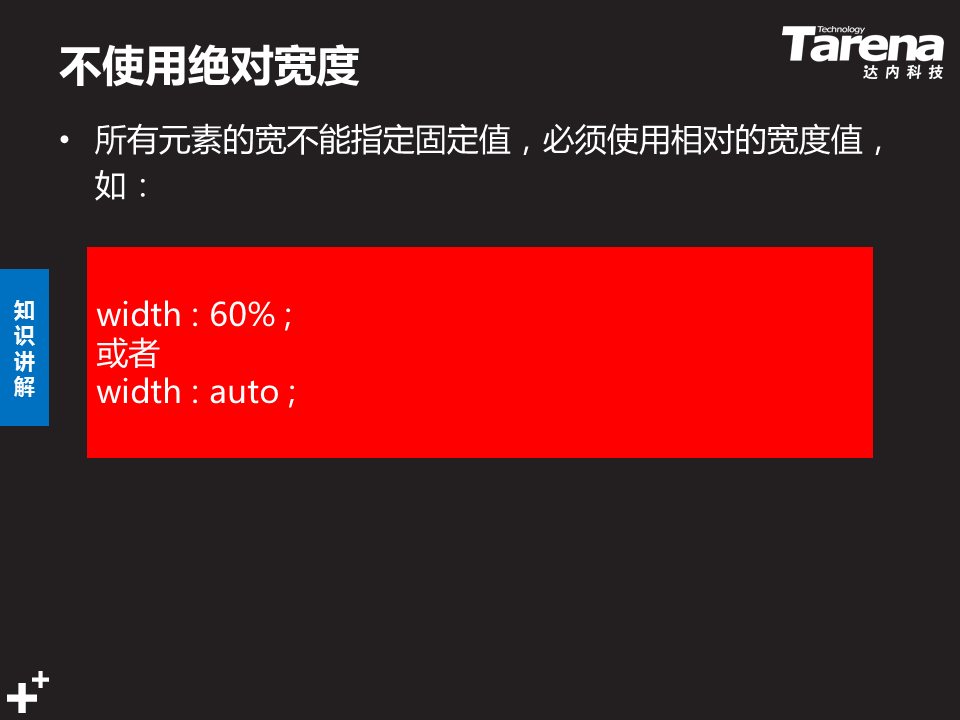 不使用绝对宽度
Technology
Tarena
达内科技
• 所有元素的宽不能指定固定值，必须使用相对的宽度值，
如：
知识讲解
width : 60% ;
或者
width : auto ;